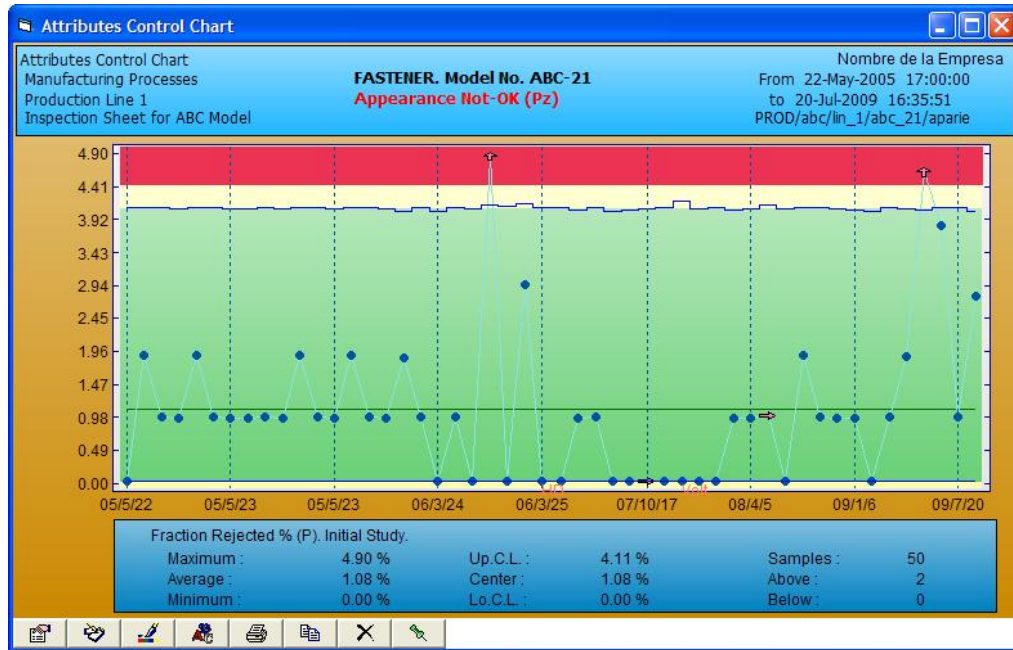 Attributes Control Chart
Attributes Control Chart
Manufacturing Processes
Production Line 1
Inspection Sheet for ABC Model
FASTENER. Model No. ABC-21
Appearance Not-OK (Pz)
Nombre de la Empresa
From 22-May-2005 17:00:00
to 20-Jul-2009 16:35:51
PROD/abc/lin_1/abc_21/aparie
4.90
4.41
3.92
3.43
2.94
2.45
1.96
1.47
0.98
0.49
0.00
05/5/22 05/5/23 05/5/23 06/3/24 06/3/25 07/10/17 08/4/5 09/1/6 09/7/20
Fraction Rejected % (P). Initial Study.
Maximum : 4.90 % Up.C.L. : 4.11 % Samples : 50
Average : 1.08 % Center : 1.08 % Above : 2
Minimum : 0.00 % Lo.C.L. : 0.00 % Below : 0